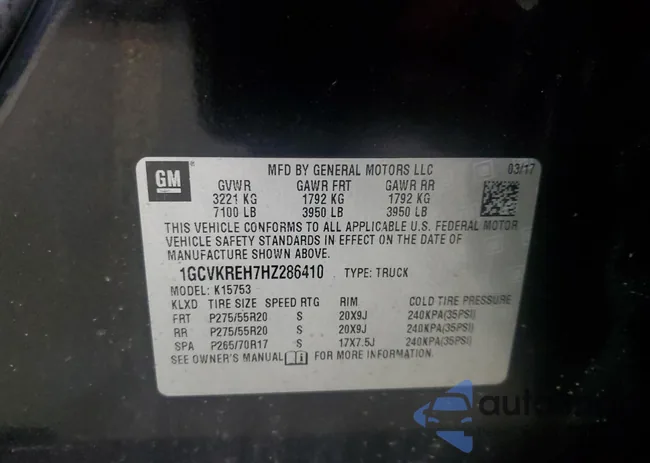 GM
MFD BY GENERAL MOTORS LLC 03/17
GVWR GAWR FRT GAWR RR
3221 KG 1792 KG 1792 KG
7100 LB 3950 LB 3950 LB
THIS VEHICLE CONFORMS TO ALL APPLICABLE U.S. FEDERAL MOTOR
VEHICLE SAFETY STANDARDS IN EFFECT ON THE DATE OF
MANUFACTURE SHOWN ABOVE.
1GCVKREH7HZ286410 TYPE: TRUCK
MODEL: K15753
KLXD TIRE SIZE SPEED RTG RIM COLD TIRE PRESSURE
FRT P275/55R20 S 20X9J 240KPA(35PSI)
RR P275/55R20 S 20X9J 240KPA(35PSI)
SPA P265/70R17 S 17X7.5J 240KPA(35PSI)
SEE OWNER'S MANUAL FOR MORE INFORMATION.